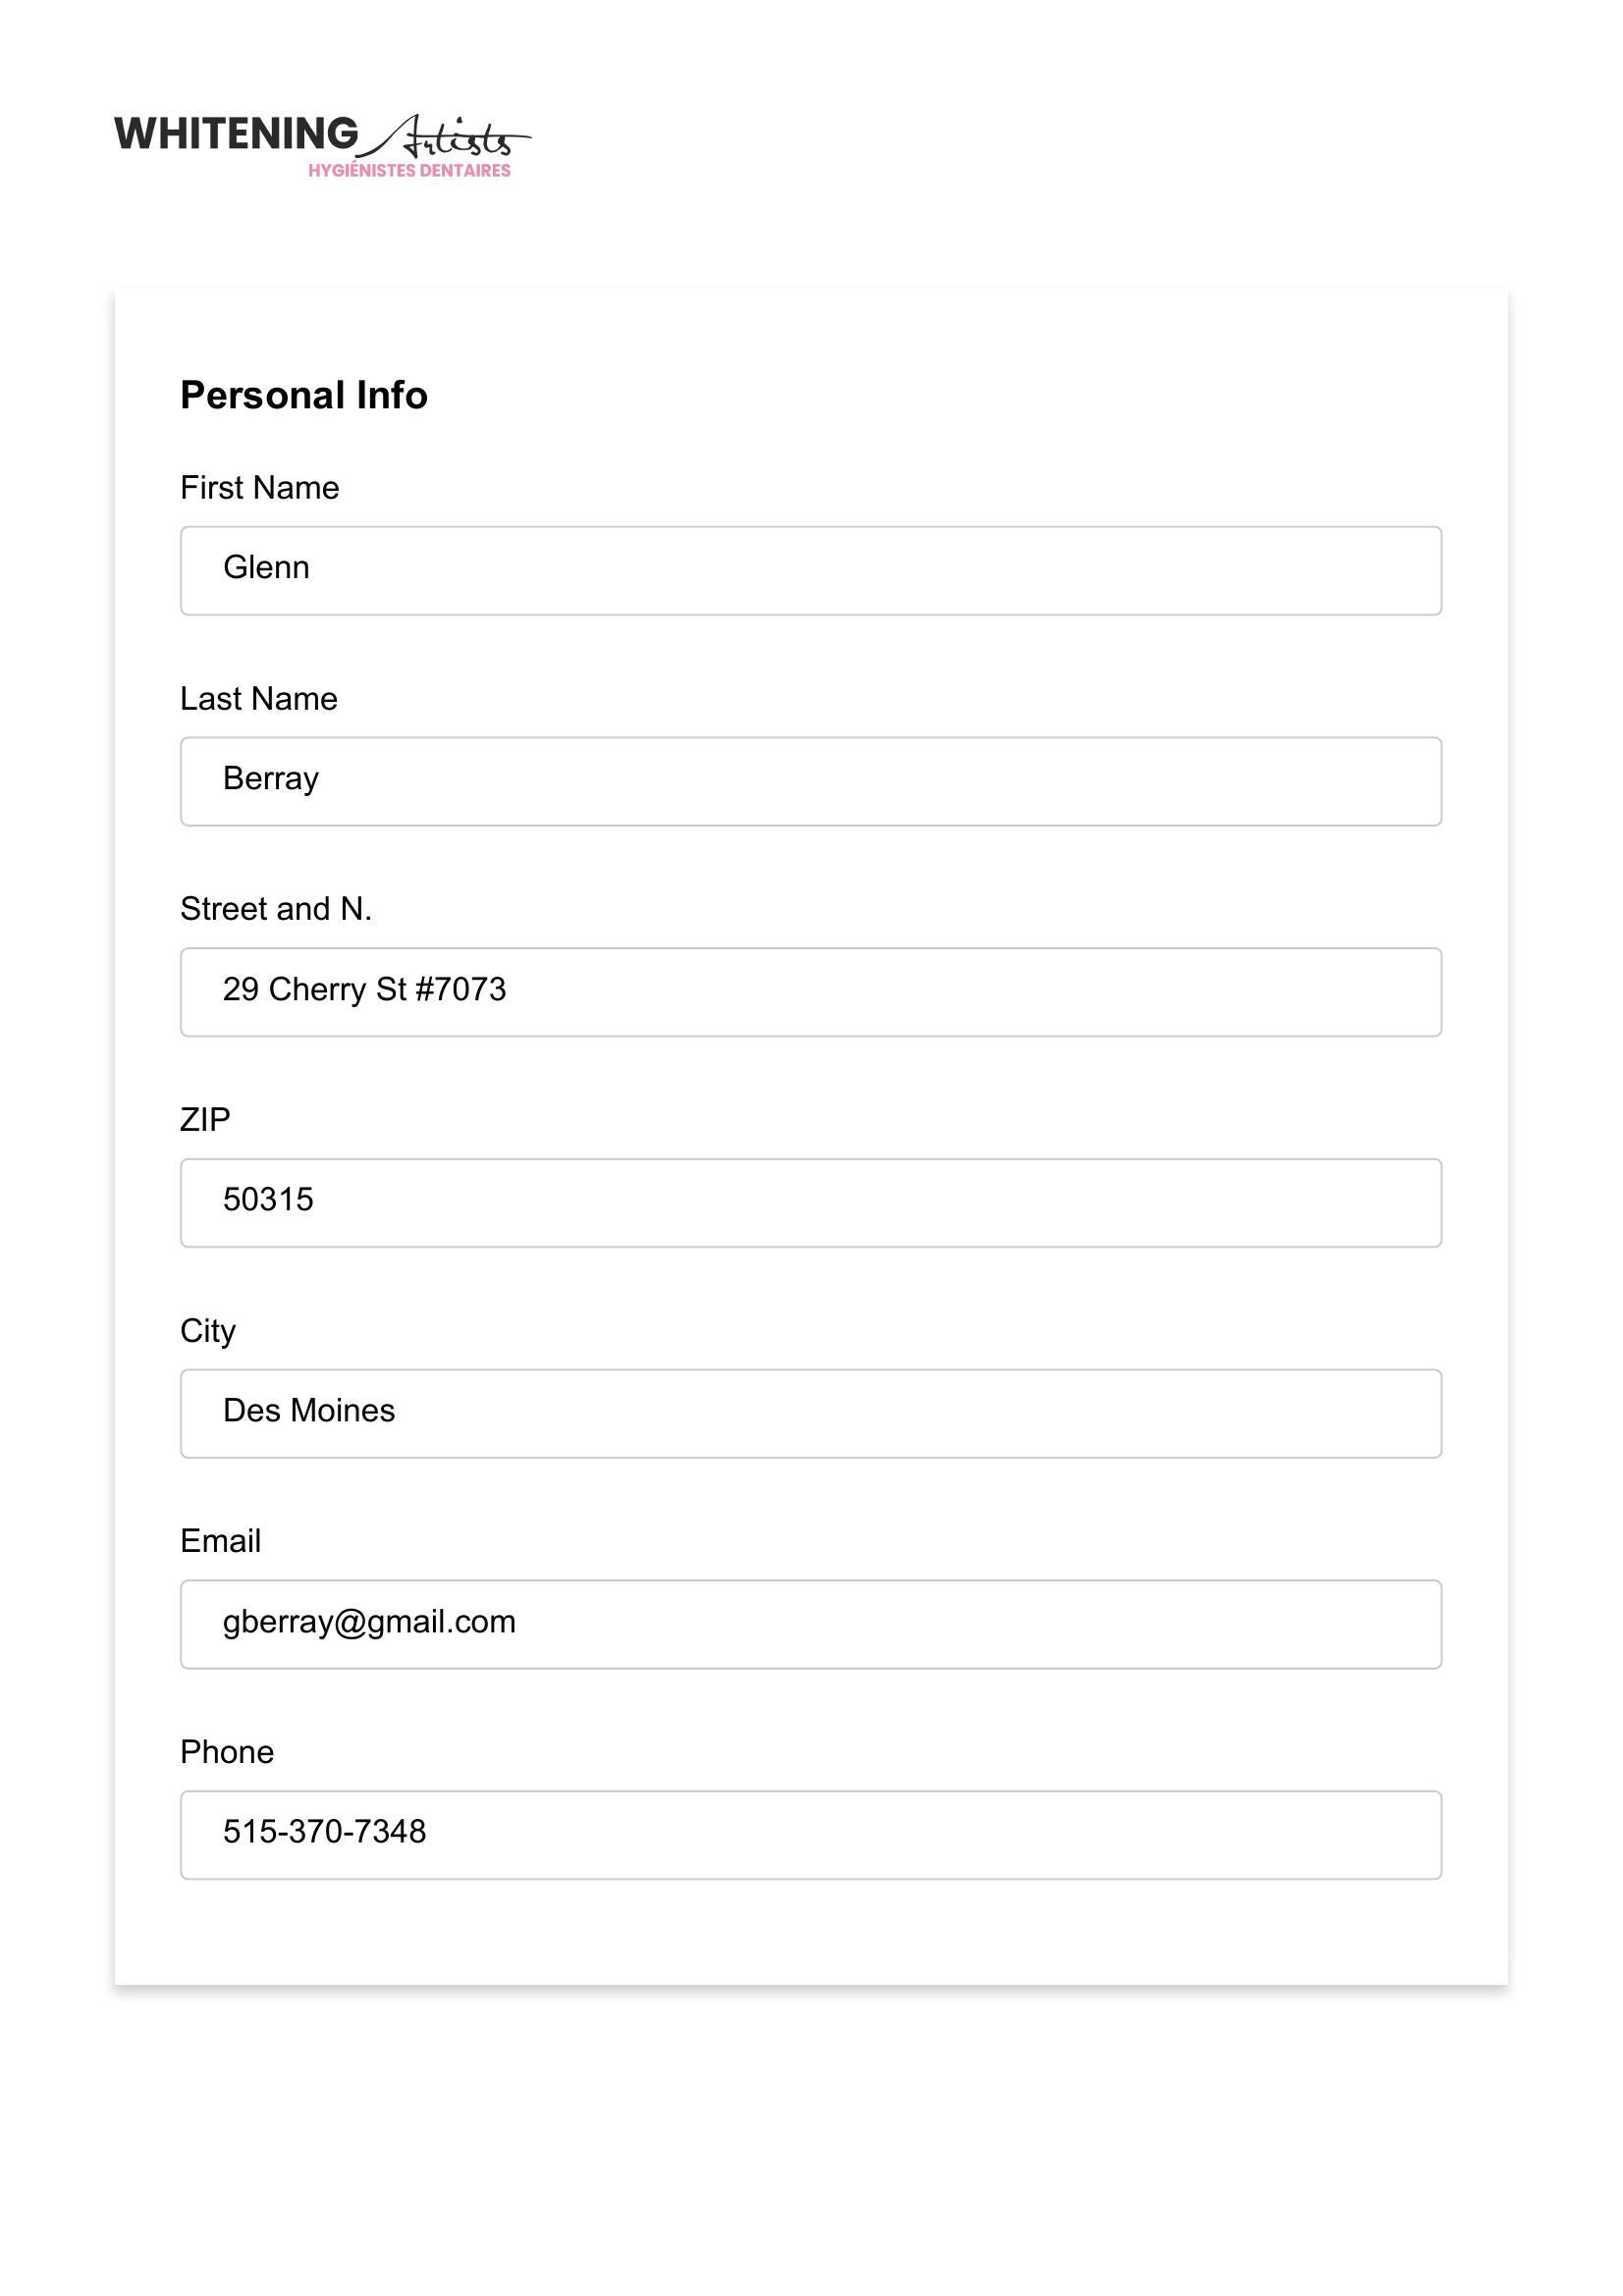 WHITENING Artists
HYGIÉNISTES DENTAIRES
Personal Info
First Name
Glenn
Last Name
Berray
Street and N.
29 Cherry St #7073
ZIP
50315
City
Des Moines
Email
gberray@gmail.com
Phone
515-370-7348